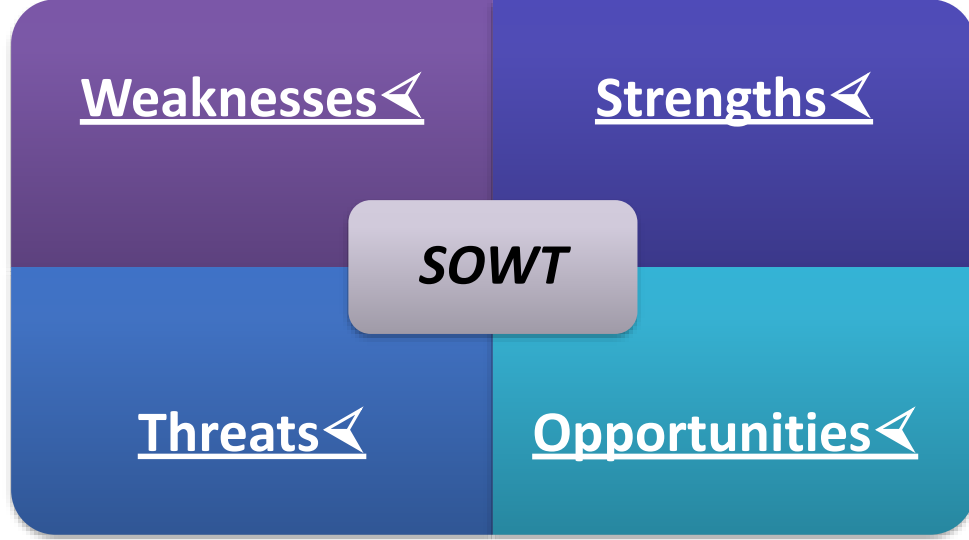 Weaknesses
Strengths
SOWT
Threats
Opportunities